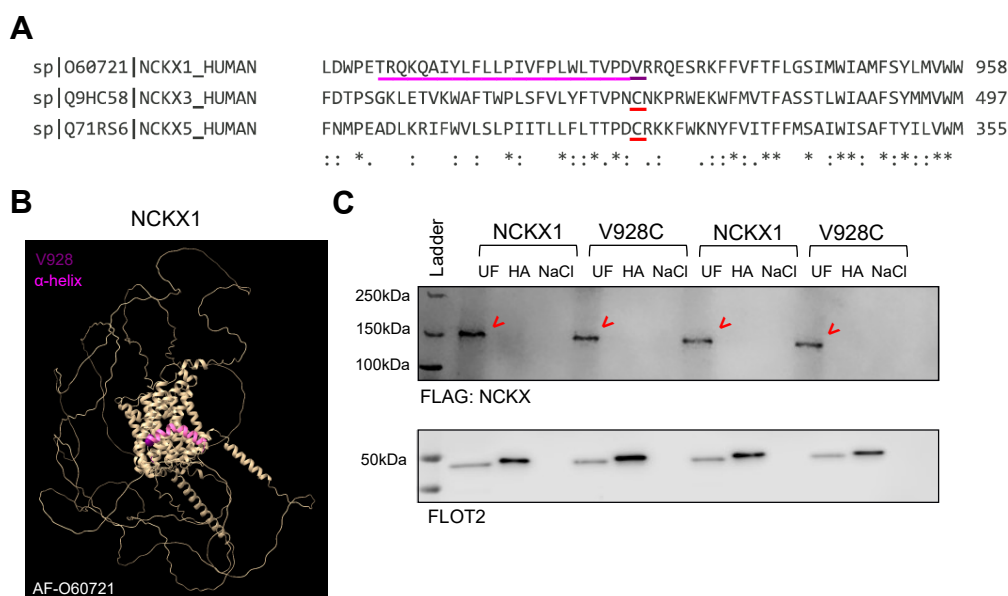 A
sp|O60721|NCKX1_HUMAN LDWPETRQKQAIYLFLLPIVFPLWLTVPDVRRQESRKFFVFTFLGSIMWIAMFSYLMVWW 958
sp|Q9HC58|NCKX3_HUMAN FDTPSGKLETVKWAFTWPLSFVLYFTVPNCNKPRWEKWFMVTFASSTLWIAAFSYMMVWM 497
sp|Q71RS6|NCKX5_HUMAN FNMPEADLKRIFWVLSLPIITLLFLTTPDCRKKFWKNYFVITFFMSAIWISAFTYILVWM 355
:: *. : : : *: *::*.*: .: .::*:.** * :**: *:*::**
B
NCKX1
V928
α-helix
AF-O60721
C
Ladder
NCKX1 V928C NCKX1 V928C
UF HA NaCl UF HA NaCl UF HA NaCl UF HA NaCl
250kDa
150kDa
100kDa
FLAG: NCKX
50kDa
FLOT2